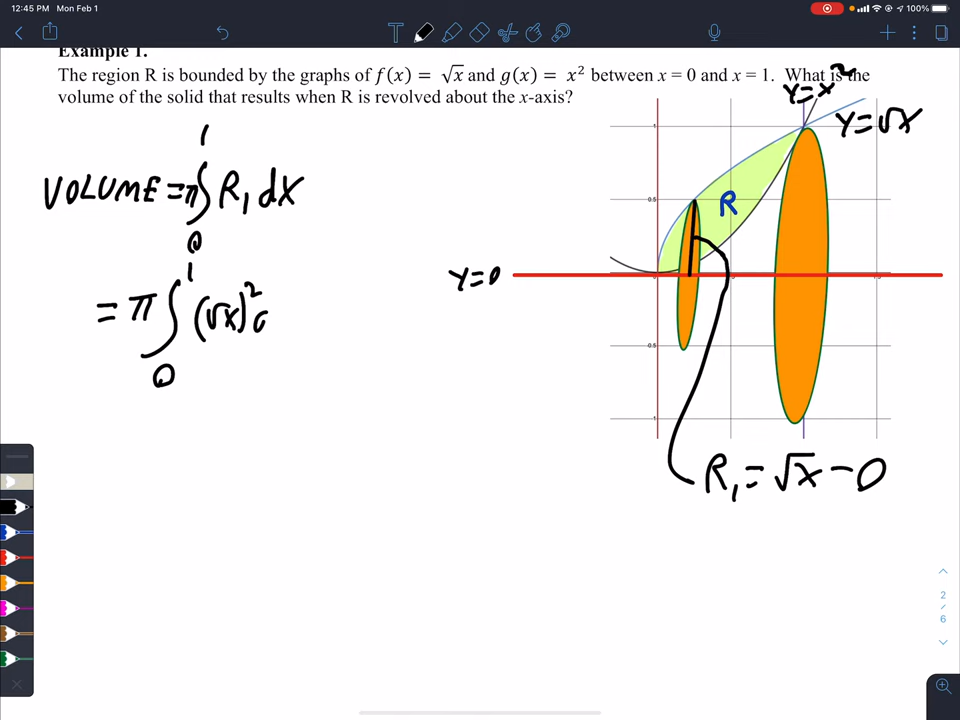 12:45 PM Mon Feb 1
100%
Example 1.
The region R is bounded by the graphs of f(x) = √x and g(x) = x² between x = 0 and x = 1. What is the
volume of the solid that results when R is revolved about the x-axis?
y=x²
y=√x
VOLUME = π∫₀¹ R₁ dx
= π ∫₀¹ (√x)²
R
y=0
1
0.5
0.5
1
R₁ = √x − 0
2
/
6